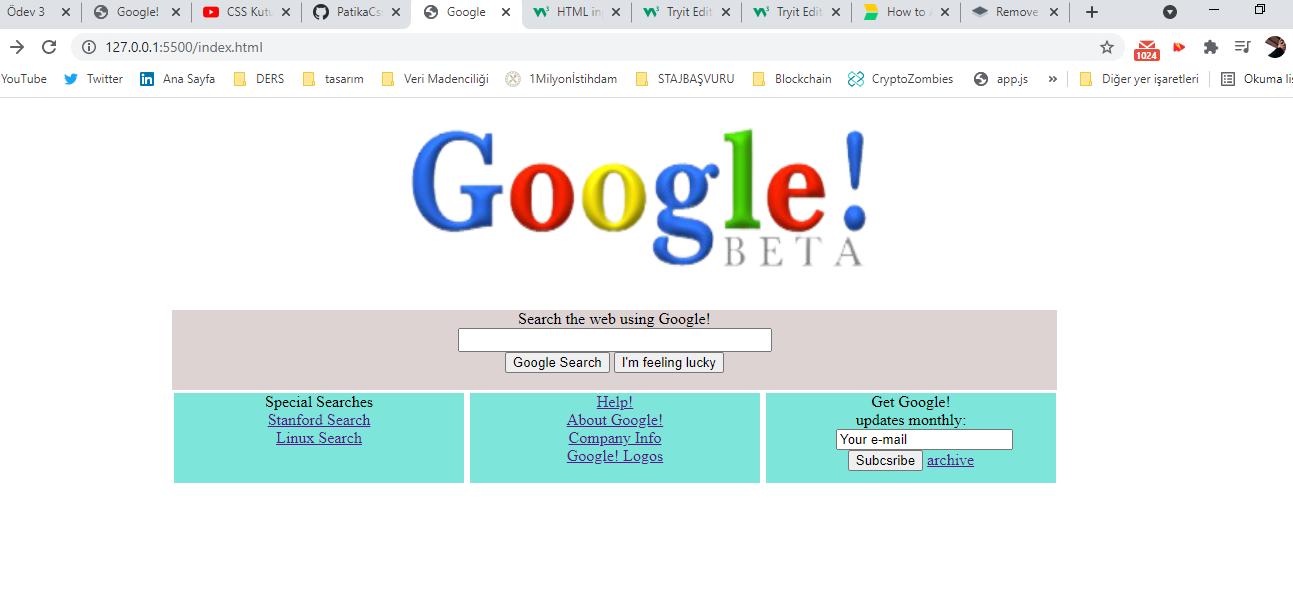 Ödev 3 Google! CSS Kutu PatikaCs Google HTML in Tryit Edit Tryit Edit How to Remove
127.0.0.1:5500/index.html 1024
YouTube Twitter Ana Sayfa DERS tasarım Veri Madenciliği 1Milyonİstihdam STAJBAŞVURU Blockchain CryptoZombies app.js » Diğer yer işaretleri Okuma lis
Google!
BETA
Search the web using Google!
Google Search I'm feeling lucky
Special Searches
Stanford Search
Linux Search
Help!
About Google!
Company Info
Google! Logos
Get Google!
updates monthly:
Your e-mail
Subcsribe archive